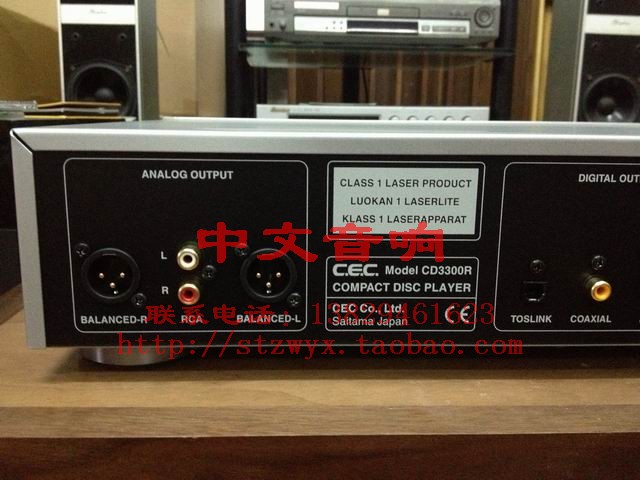 ANALOG OUTPUT
L
R
BALANCED-R
RCA
BALANCED-L
CLASS 1 LASER PRODUCT
LUOKAN 1 LASERLITE
KLASS 1 LASERAPPARAT
C.E.C. Model CD3300R
COMPACT DISC PLAYER
CEC Co., Ltd.
Saitama Japan
CE
DIGITAL OUT
TOSLINK
COAXIAL
中文音响
联系电话:
http://stzwyx.taobao.com